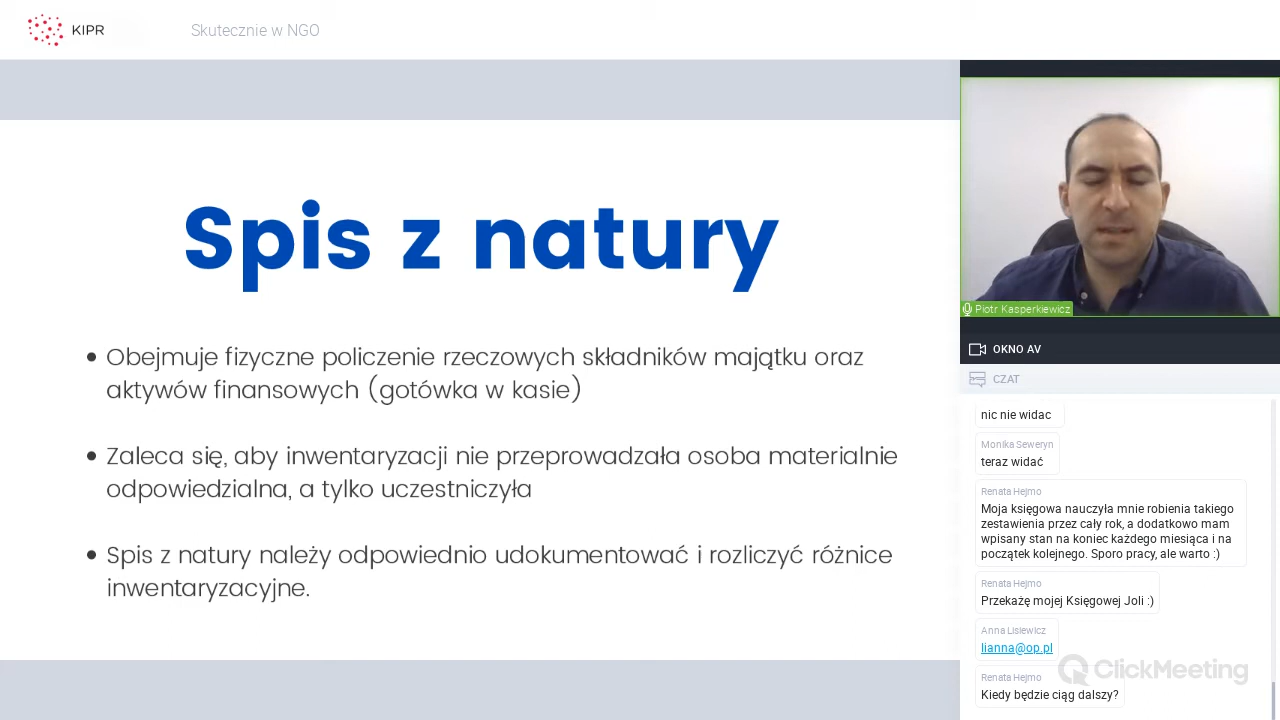 KIPR
Skutecznie w NGO
Spis z natury
• Obejmuje fizyczne policzenie rzeczowych składników majątku oraz
aktywów finansowych (gotówka w kasie)
• Zaleca się, aby inwentaryzacji nie przeprowadzała osoba materialnie
odpowiedzialna, a tylko uczestniczyła
• Spis z natury należy odpowiednio udokumentować i rozliczyć różnice
inwentaryzacyjne.
Piotr Kasperkiewicz
OKNO AV
CZAT
nic nie widac
Monika Seweryn
teraz widać
Renata Hejmo
Moja księgowa nauczyła mnie robienia takiego
zestawienia przez cały rok, a dodatkowo mam
wpisany stan na koniec każdego miesiąca i na
początek kolejnego. Sporo pracy, ale warto :)
Renata Hejmo
Przekażę mojej Księgowej Joli :)
Anna Lisiewicz
lianna@op.pl
Renata Hejmo
Kiedy będzie ciąg dalszy?
ClickMeeting